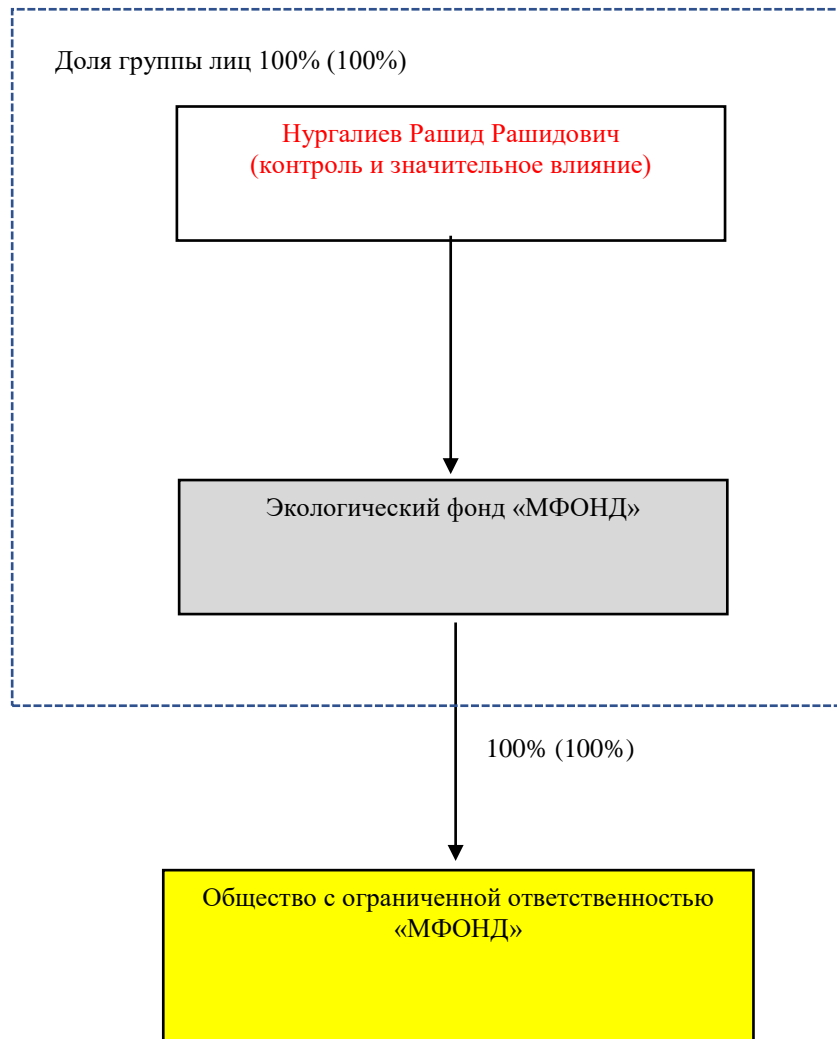 Доля группы лиц 100% (100%)
Нургалиев Рашид Рашидович
(контроль и значительное влияние)
Экологический фонд «МФОНД»
100% (100%)
Общество с ограниченной ответственностью
«МФОНД»